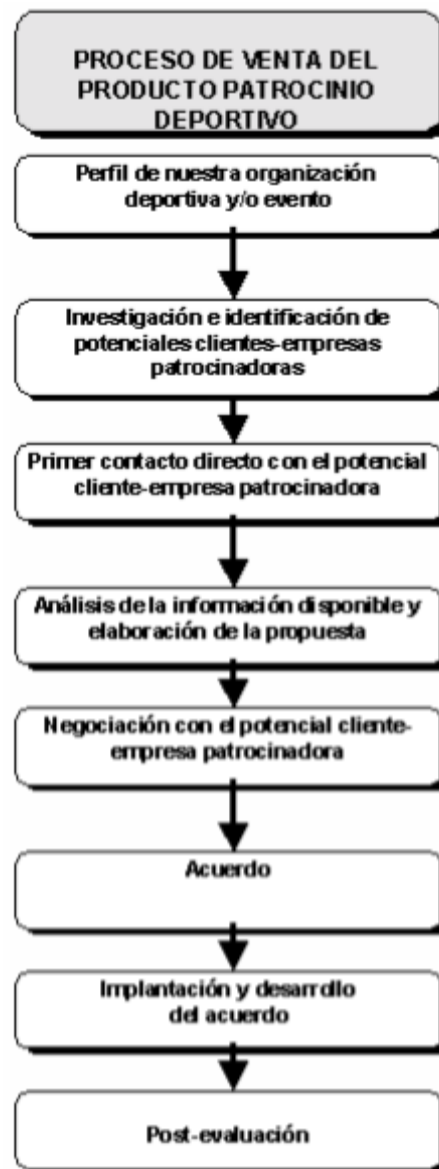 PROCESO DE VENTA DEL
PRODUCTO PATROCINIO
DEPORTIVO
Perfil de nuestra organización
deportiva y/o evento
Investigación e identificación de
potenciales clientes-empresas
patrocinadoras
Primer contacto directo con el potencial
cliente-empresa patrocinadora
Análisis de la información disponible y
elaboración de la propuesta
Negociación con el potencial cliente-
empresa patrocinadora
Acuerdo
Implantación y desarrollo
del acuerdo
Post-evaluación